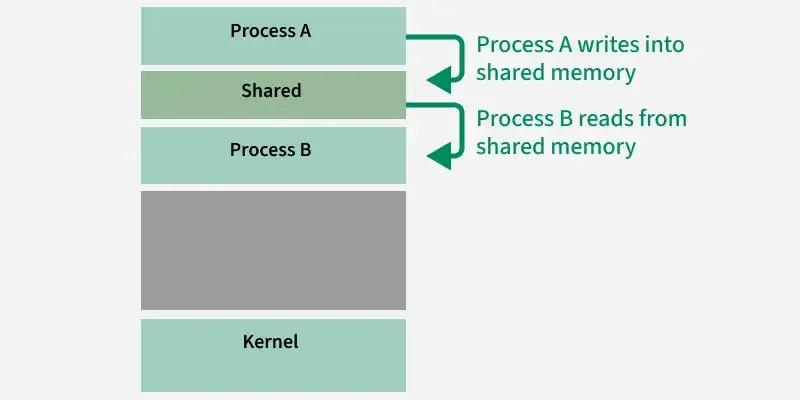 Process A
Process A writes into
shared memory
Shared
Process B reads from
shared memory
Process B
Kernel